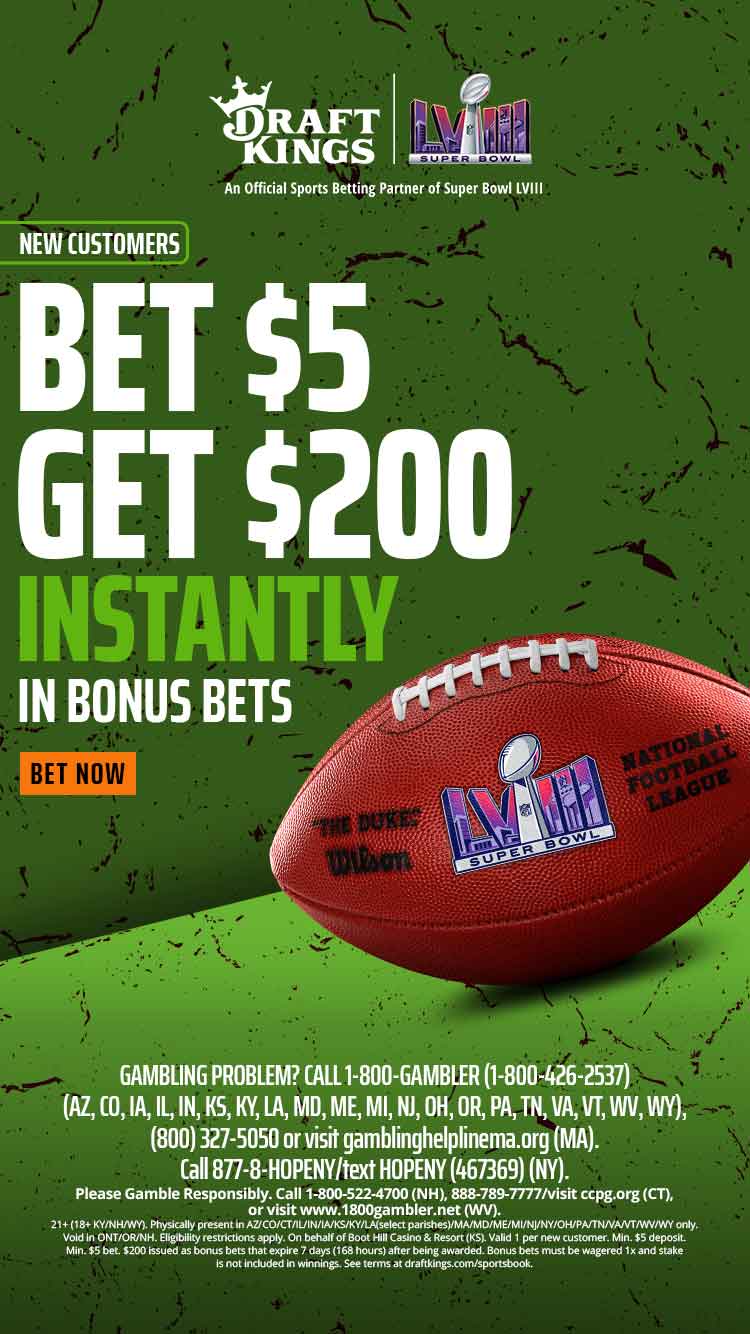 DRAFT
KINGS
LVIII
SUPER BOWL
An Official Sports Betting Partner of Super Bowl LVIII
NEW CUSTOMERS
BET $5
GET $200
INSTANTLY
IN BONUS BETS
BET NOW
"THE DUKE"
Wilson
LVIII
SUPER BOWL
NATIONAL
FOOTBALL
LEAGUE
GAMBLING PROBLEM? CALL 1-800-GAMBLER (1-800-426-2537)
(AZ, CO, IA, IL, IN, KS, KY, LA, MD, ME, MI, NJ, OH, OR, PA, TN, VA, VT, WV, WY),
(800) 327-5050 or visit gamblinghelplinema.org (MA).
Call 877-8-HOPENY/text HOPENY (467369) (NY).
Please Gamble Responsibly. Call 1-800-522-4700 (NH), 888-789-7777/visit ccpg.org (CT),
or visit www.1800gambler.net (WV).
21+ (18+ KY/NH/WY). Physically present in AZ/CO/CT/IL/IN/IA/KS/KY/LA(select parishes)/MA/MD/ME/MI/NJ/NY/OH/PA/TN/VA/VT/WV/WY only.
Void in ONT/OR/NH. Eligibility restrictions apply. On behalf of Boot Hill Casino & Resort (KS). Valid 1 per new customer. Min. $5 deposit.
Min. $5 bet. $200 issued as bonus bets that expire 7 days (168 hours) after being awarded. Bonus bets must be wagered 1x and stake
is not included in winnings. See terms at draftkings.com/sportsbook.